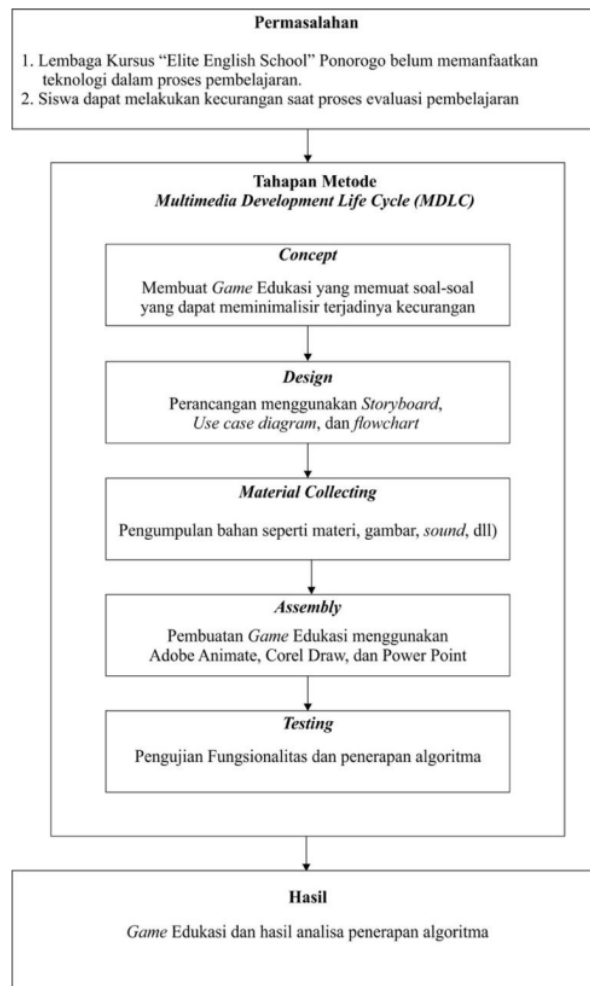 Permasalahan
1. Lembaga Kursus “Elite English School” Ponorogo belum memanfaatkan
teknologi dalam proses pembelajaran.
2. Siswa dapat melakukan kecurangan saat proses evaluasi pembelajaran
Tahapan Metode
Multimedia Development Life Cycle (MDLC)
Concept
Membuat Game Edukasi yang memuat soal-soal
yang dapat meminimalisir terjadinya kecurangan
Design
Perancangan menggunakan Storyboard,
Use case diagram, dan flowchart
Material Collecting
Pengumpulan bahan seperti materi, gambar, sound, dll)
Assembly
Pembuatan Game Edukasi menggunakan
Adobe Animate, Corel Draw, dan Power Point
Testing
Pengujian Fungsionalitas dan penerapan algoritma
Hasil
Game Edukasi dan hasil analisa penerapan algoritma